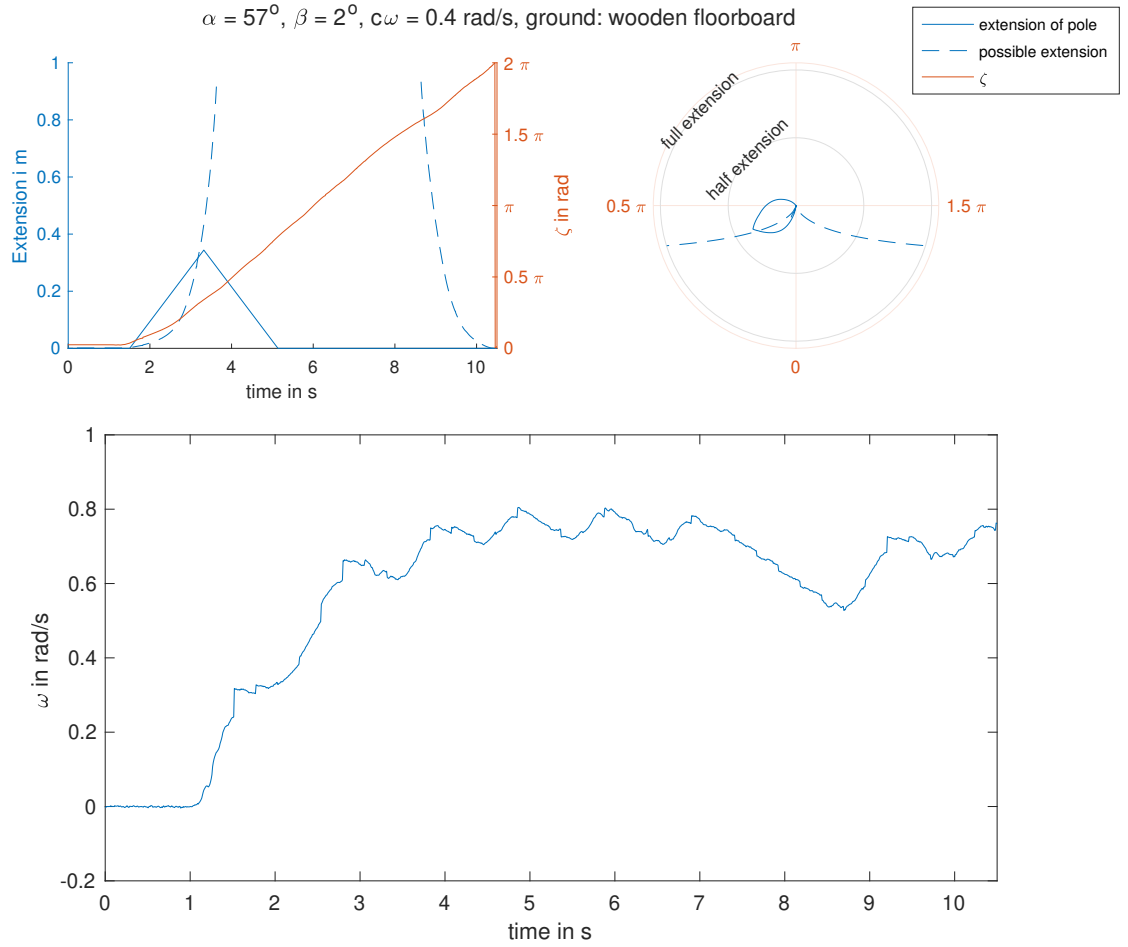 α = 57°, β = 2°, cω = 0.4 rad/s, ground: wooden floorboard
extension of pole
possible extension
ζ
1
0.8
0.6
0.4
0.2
0
Extension i m
2 π
1.5 π
π
0.5 π
0
ζ in rad
0
2
4
6
8
10
time in s
π
full extension
half extension
0.5 π
1.5 π
0
1
0.8
0.6
0.4
0.2
0
-0.2
ω in rad/s
0
1
2
3
4
5
6
7
8
9
10
time in s